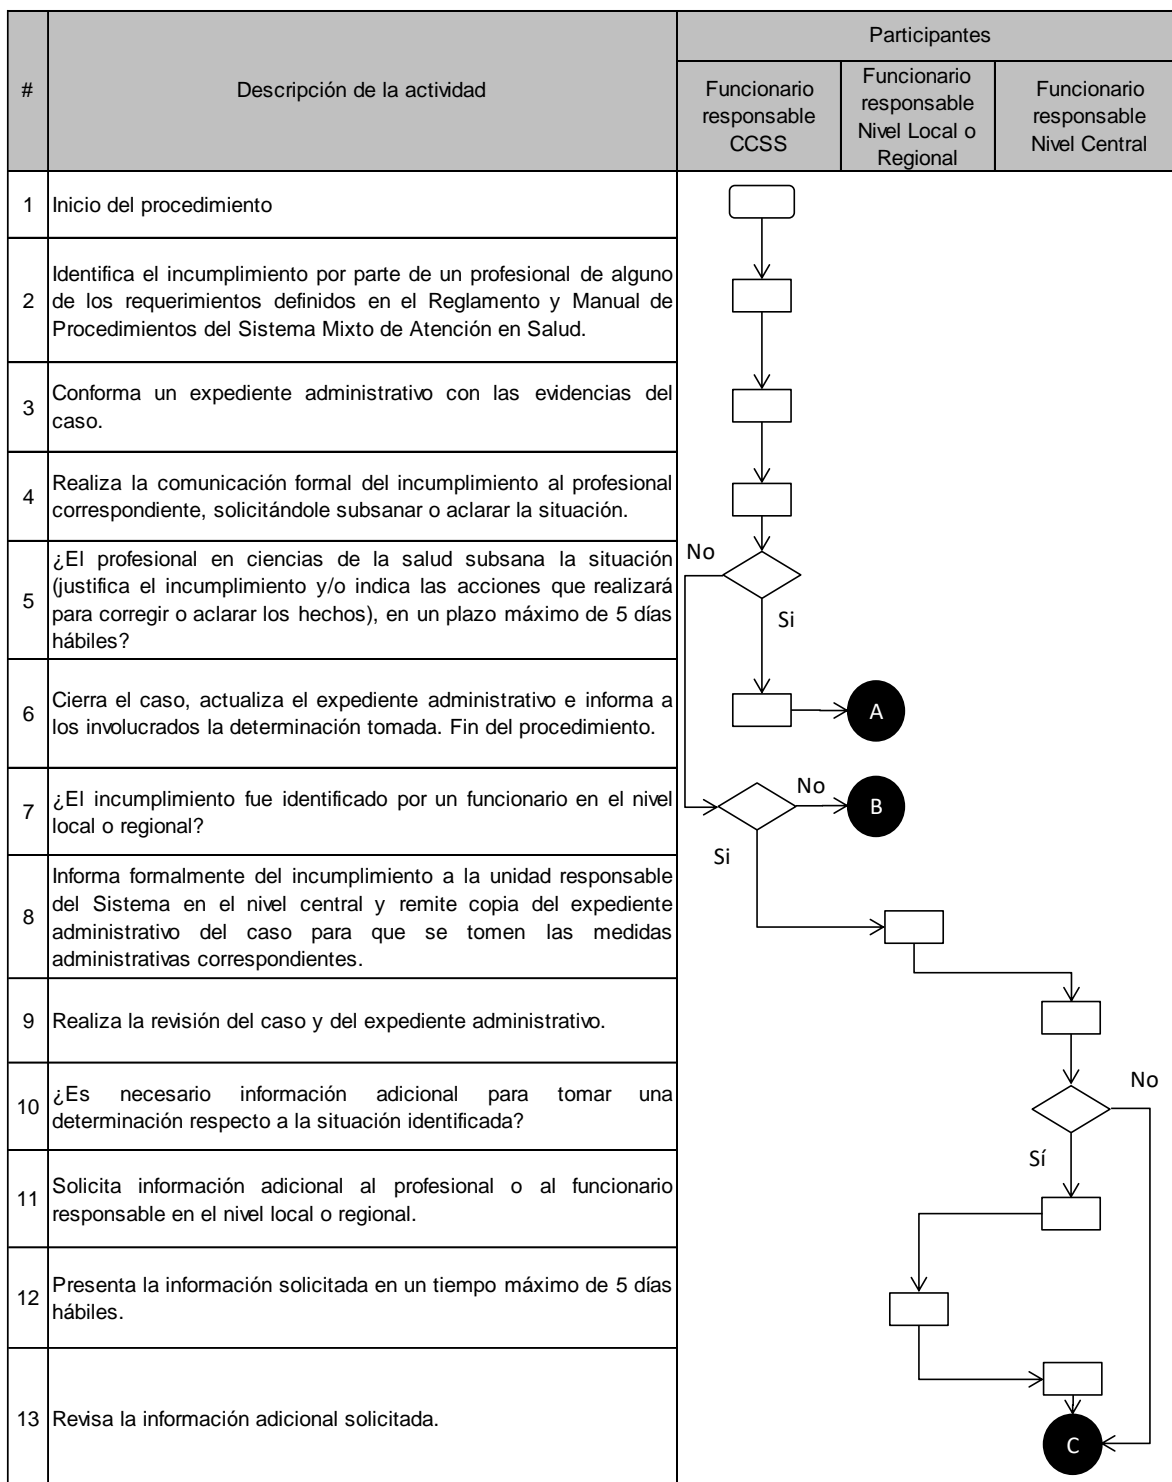 Participantes
#
Descripción de la actividad
Funcionario
responsable
CCSS
Funcionario
responsable
Nivel Local o
Regional
Funcionario
responsable
Nivel Central
1
Inicio del procedimiento
2
Identifica el incumplimiento por parte de un profesional de alguno
de los requerimientos definidos en el Reglamento y Manual de
Procedimientos del Sistema Mixto de Atención en Salud.
3
Conforma un expediente administrativo con las evidencias del
caso.
4
Realiza la comunicación formal del incumplimiento al profesional
correspondiente, solicitándole subsanar o aclarar la situación.
5
¿El profesional en ciencias de la salud subsana la situación
(justifica el incumplimiento y/o indica las acciones que realizará
para corregir o aclarar los hechos), en un plazo máximo de 5 días
hábiles?
No
Si
6
Cierra el caso, actualiza el expediente administrativo e informa a
los involucrados la determinación tomada. Fin del procedimiento.
A
7
¿El incumplimiento fue identificado por un funcionario en el nivel
local o regional?
No
B
Si
8
Informa formalmente del incumplimiento a la unidad responsable
del Sistema en el nivel central y remite copia del expediente
administrativo del caso para que se tomen las medidas
administrativas correspondientes.
9
Realiza la revisión del caso y del expediente administrativo.
10
¿Es necesario información adicional para tomar una
determinación respecto a la situación identificada?
No
Sí
11
Solicita información adicional al profesional o al funcionario
responsable en el nivel local o regional.
12
Presenta la información solicitada en un tiempo máximo de 5 días
hábiles.
13
Revisa la información adicional solicitada.
C